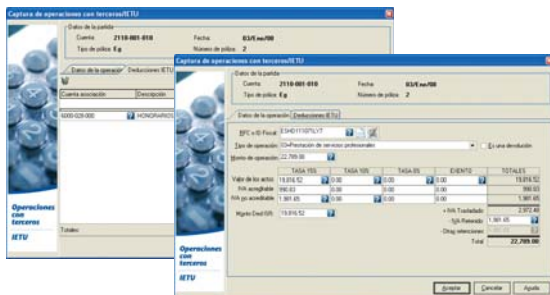 Captura de operaciones con terceros/IETU
Datos de la partida
Cuenta 2110-001-010 Fecha 03/Ene/08
Tipo de póliza Eg Número de póliza 2
Datos de la operación Deducciones IETU
Cuenta asociación Descripción
6000-028-000 HONORARIOS
Totales:
Operaciones
con
terceros
IETU
Captura de operaciones con terceros/IETU
Datos de la partida
Cuenta 2110-001-010 Fecha 03/Ene/08
Tipo de póliza Eg Número de póliza 2
Datos de la operación Deducciones IETU
RFC o ID Fiscal
Tipo de operación 03=Prestación de servicios profesionales Es una devolución
Monto de operación 22,789.00
TASA 15% TASA 10% TASA 0% EXENTO TOTALES
Valor de los actos 19,816.52 0.00 0.00 0.00 19,816.52
IVA acreditable 990.83 0.00 990.83
IVA no acreditable 1,981.65 0.00 1,981.65
Monto Ded ISR 19,816.52
+ IVA Trasladado 2,972.48
- IVA Retenido 1,981.65
- Otras retenciones
Total 22,789.00
Operaciones
con
terceros
IETU
Aceptar Cancelar Ayuda